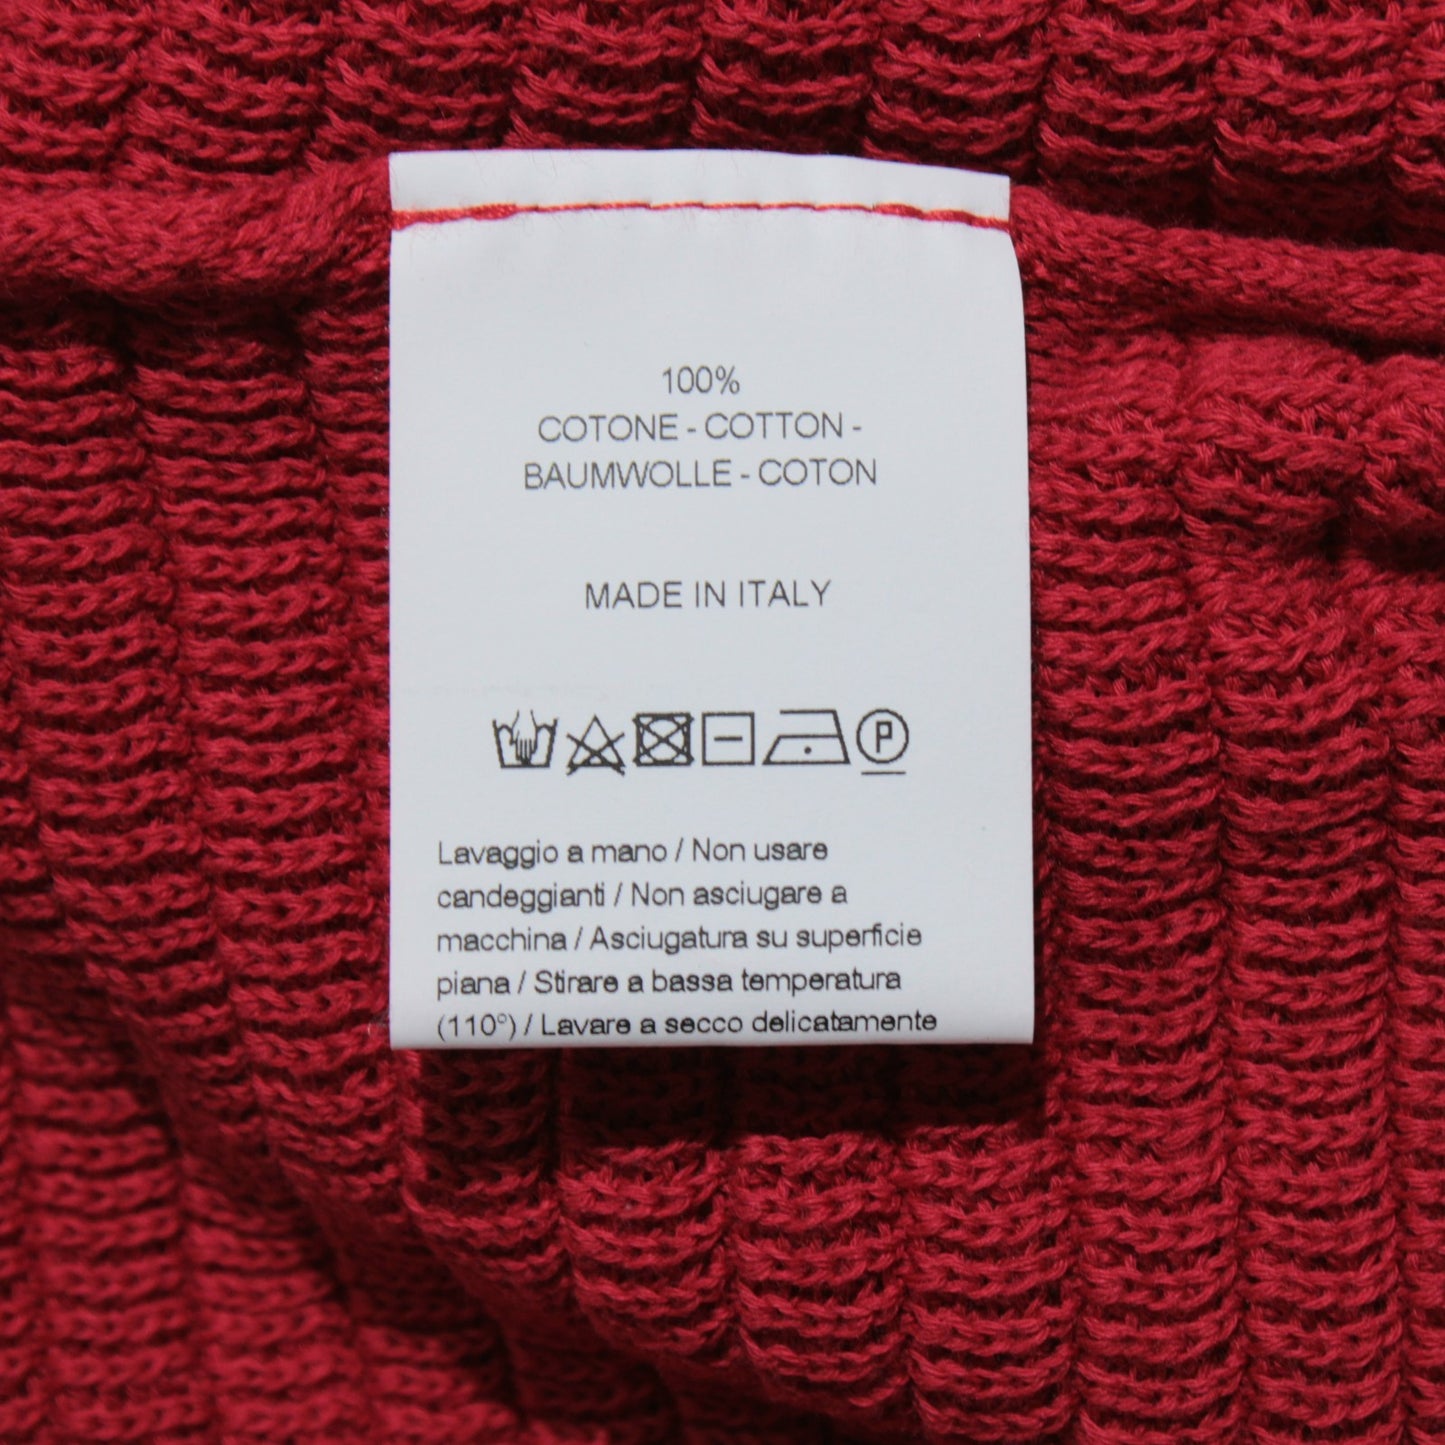 100%
COTONE - COTTON -
BAUMWOLLE - COTON
MADE IN ITALY
P
Lavaggio a mano / Non usare
candeggianti / Non asciugare a
macchina / Asciugatura su superficie
piana / Stirare a bassa temperatura
(110°) / Lavare a secco delicatamente